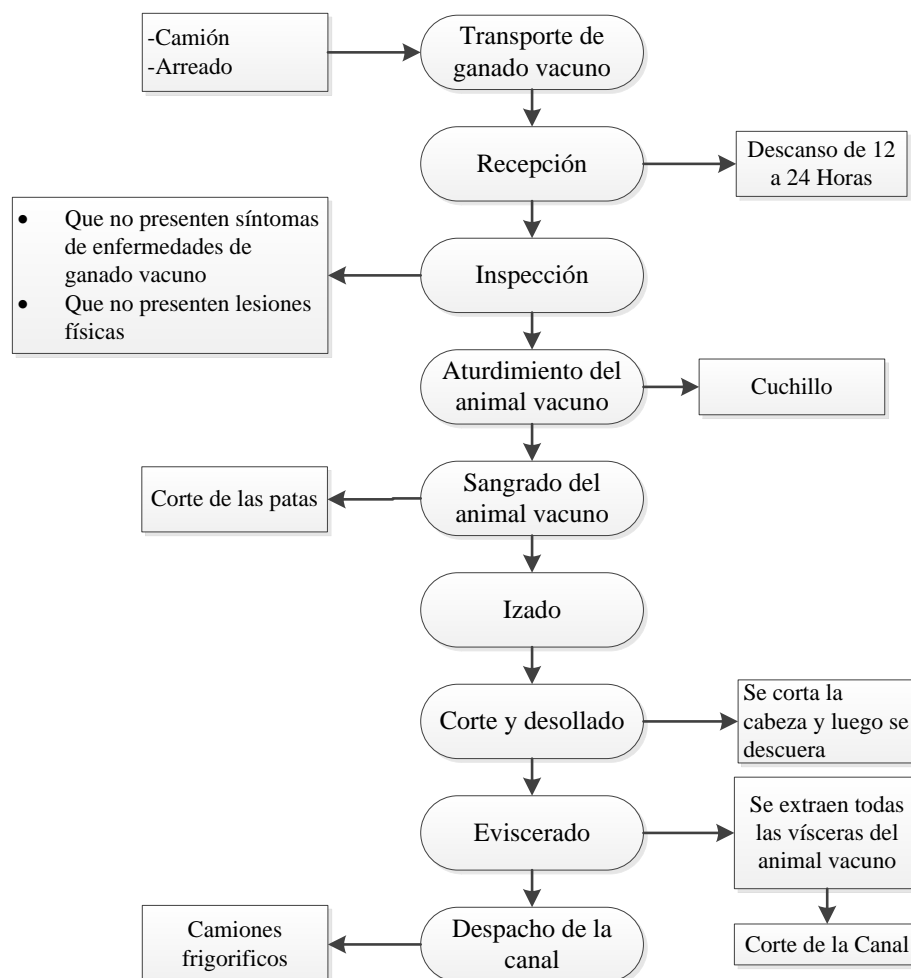 -Camión
-Arreado
Transporte de
ganado vacuno
Recepción
Descanso de 12
a 24 Horas
• Que no presenten síntomas
de enfermedades de
ganado vacuno
• Que no presenten lesiones
físicas
Inspección
Aturdimiento del
animal vacuno
Cuchillo
Corte de las patas
Sangrado del
animal vacuno
Izado
Corte y desollado
Se corta la
cabeza y luego se
descuera
Eviscerado
Se extraen todas
las vísceras del
animal vacuno
Corte de la Canal
Despacho de la
canal
Camiones
frigorificos